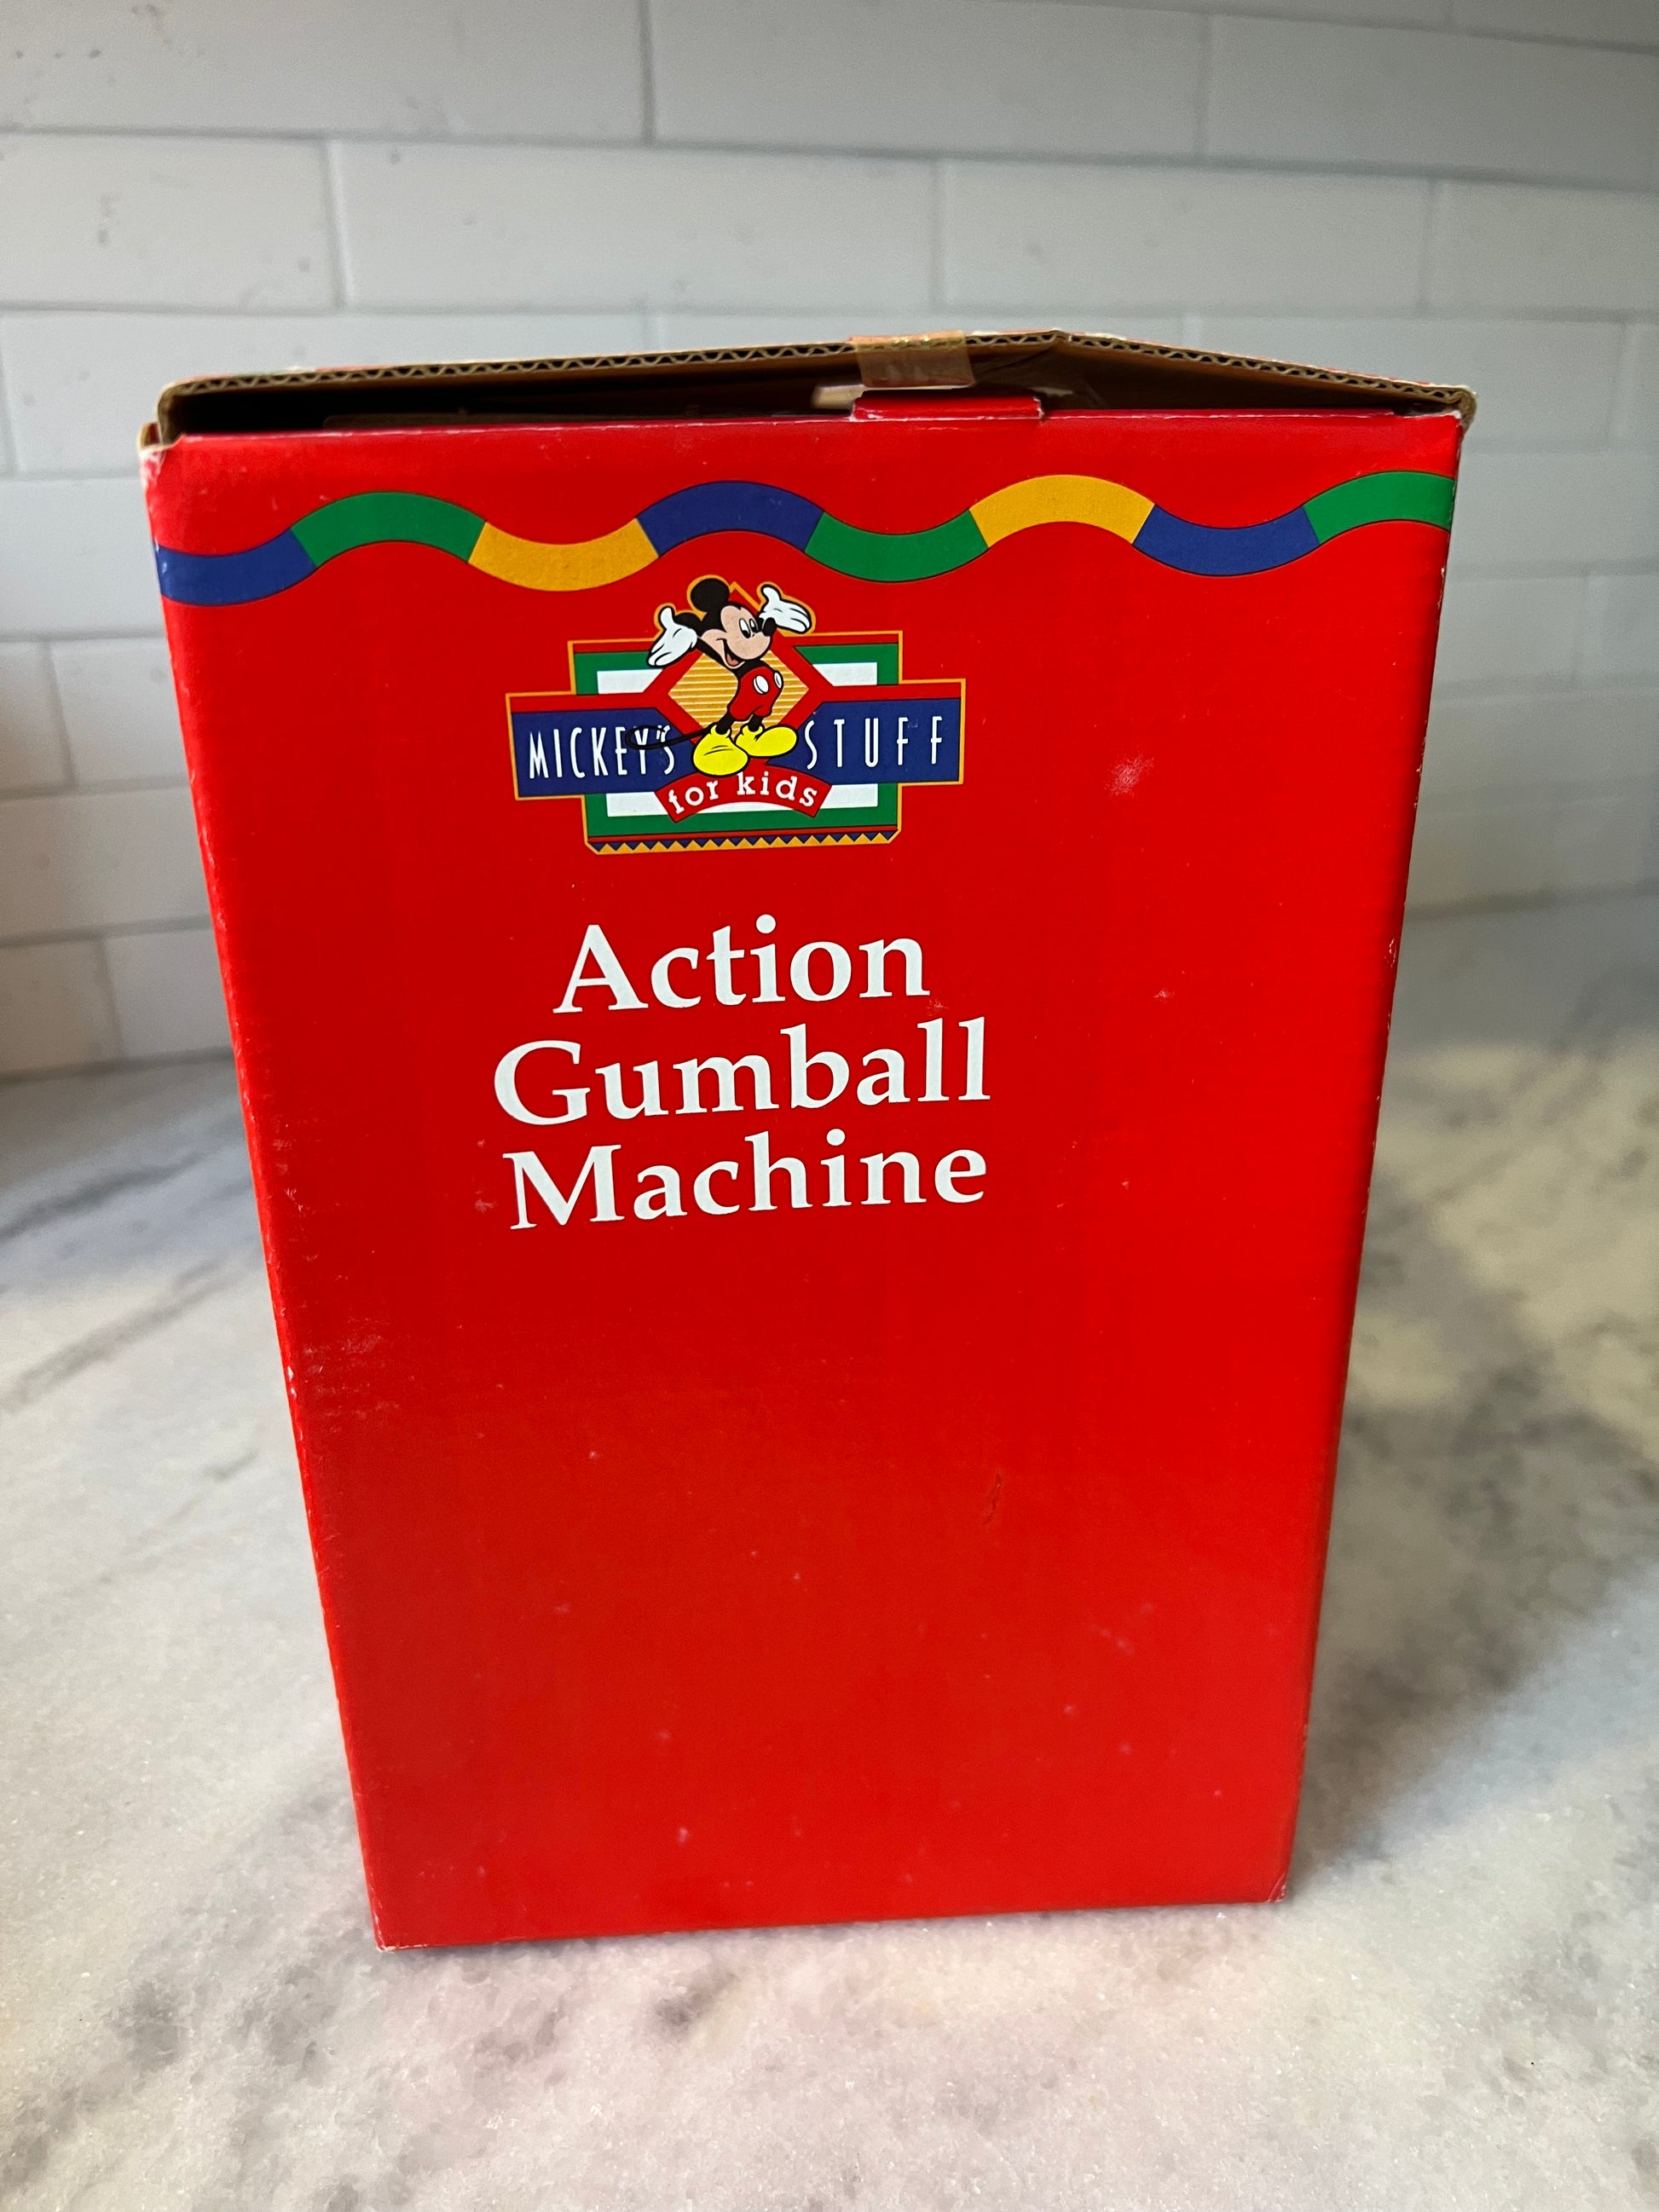 MICKEY'S STUFF
for kids
Action
Gumball
Machine